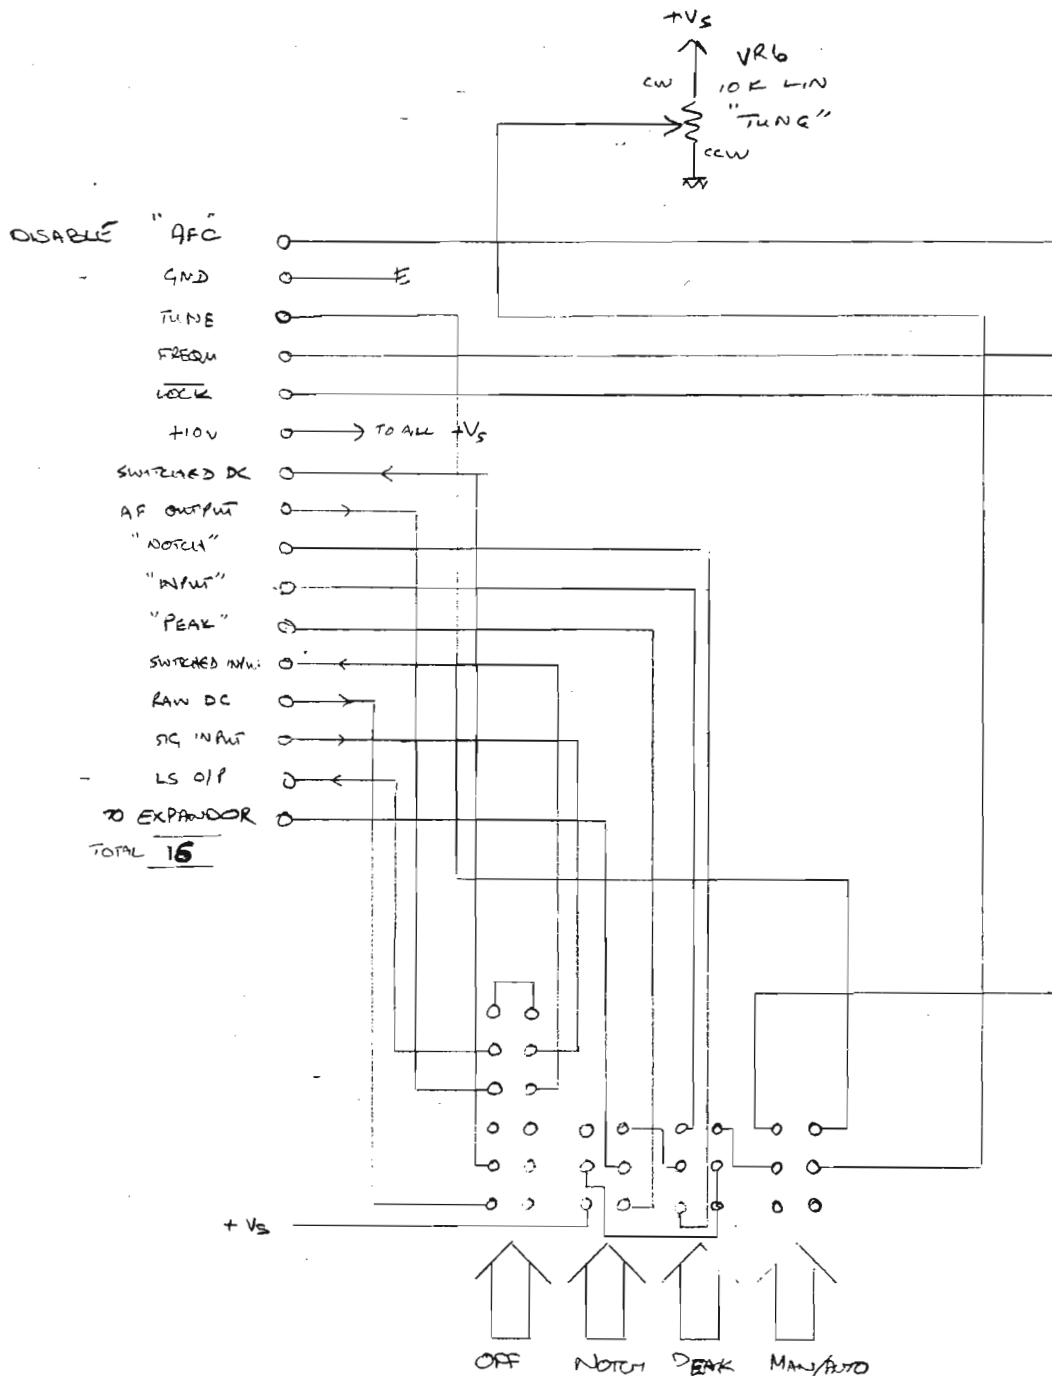 +Vs
VR6
CW 10K LIN
"TUNE"
CCW
DISABLE "AFC"
GND E
TUNE
FREQU
LOCK
+10V TO ALL +Vs
SWITCHED DC
AF OUTPUT
"NOTCH"
"INPUT"
"PEAK"
SWITCHED
RAW DC
SIG INPUT
LS O/P
TO EXPANDOR
TOTAL 16
+Vs
OFF NOTCH PEAK MAN/AUTO